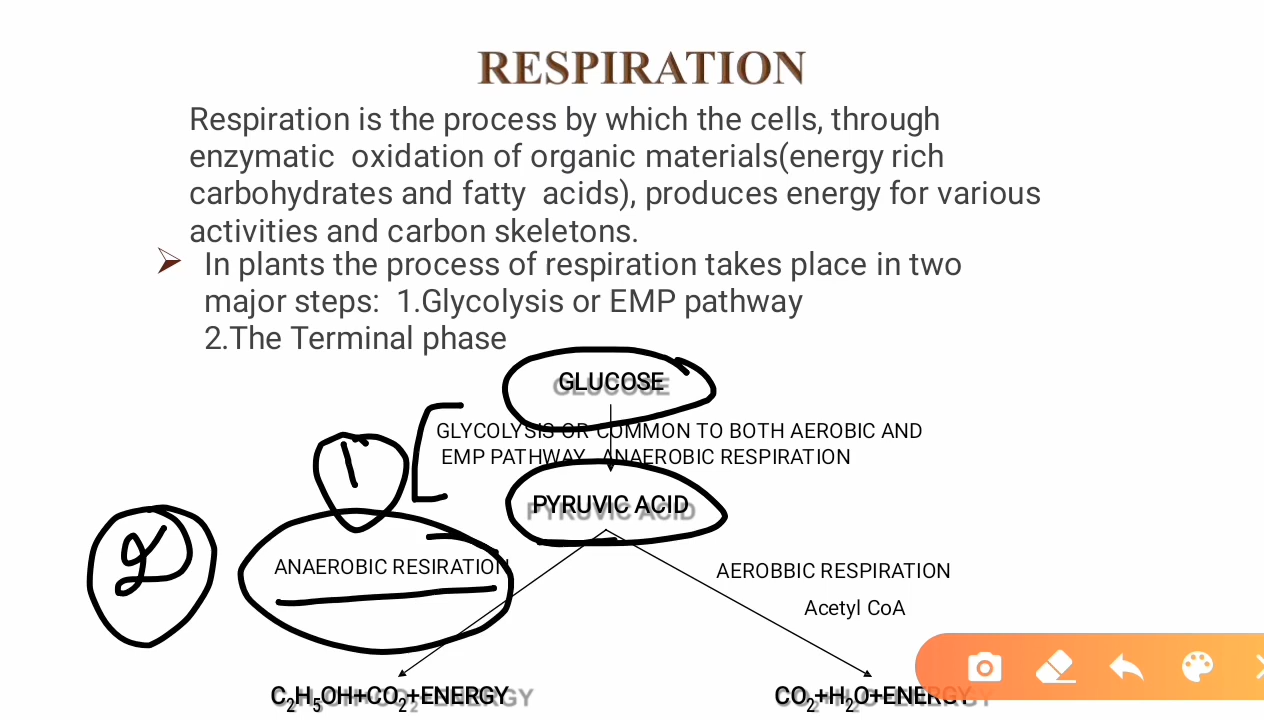 RESPIRATION
Respiration is the process by which the cells, through
enzymatic oxidation of organic materials(energy rich
carbohydrates and fatty acids), produces energy for various
activities and carbon skeletons.
In plants the process of respiration takes place in two
major steps: 1.Glycolysis or EMP pathway
2.The Terminal phase
GLUCOSE
GLYCOLYSIS OR COMMON TO BOTH AEROBIC AND
EMP PATHWAY ANAEROBIC RESPIRATION
1
PYRUVIC ACID
2
ANAEROBIC RESIRATION
AEROBBIC RESPIRATION
Acetyl CoA
C₂H₅OH+CO₂+ENERGY
CO₂+H₂O+ENERGY